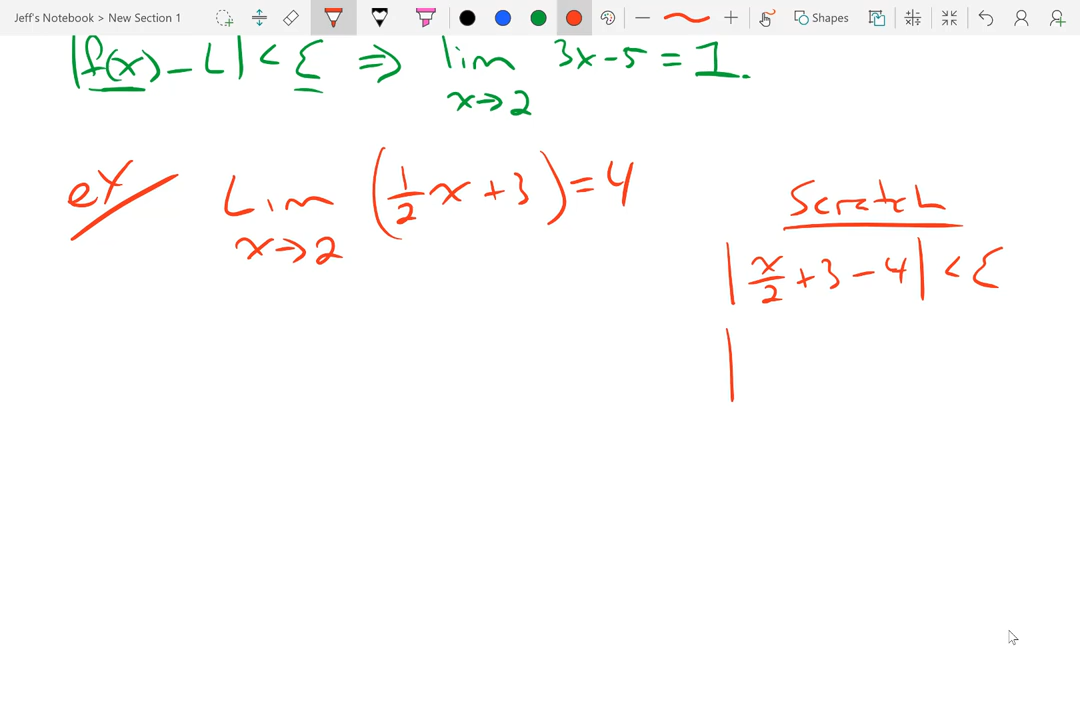 Jeff's Notebook > New Section 1
Shapes
|f(x) - L| < ε ⇒ lim 3x-5 = 1.
x→2
ex Lim (1/2 x + 3) = 4
x→2
Scratch
|x/2 + 3 - 4| < ε
|